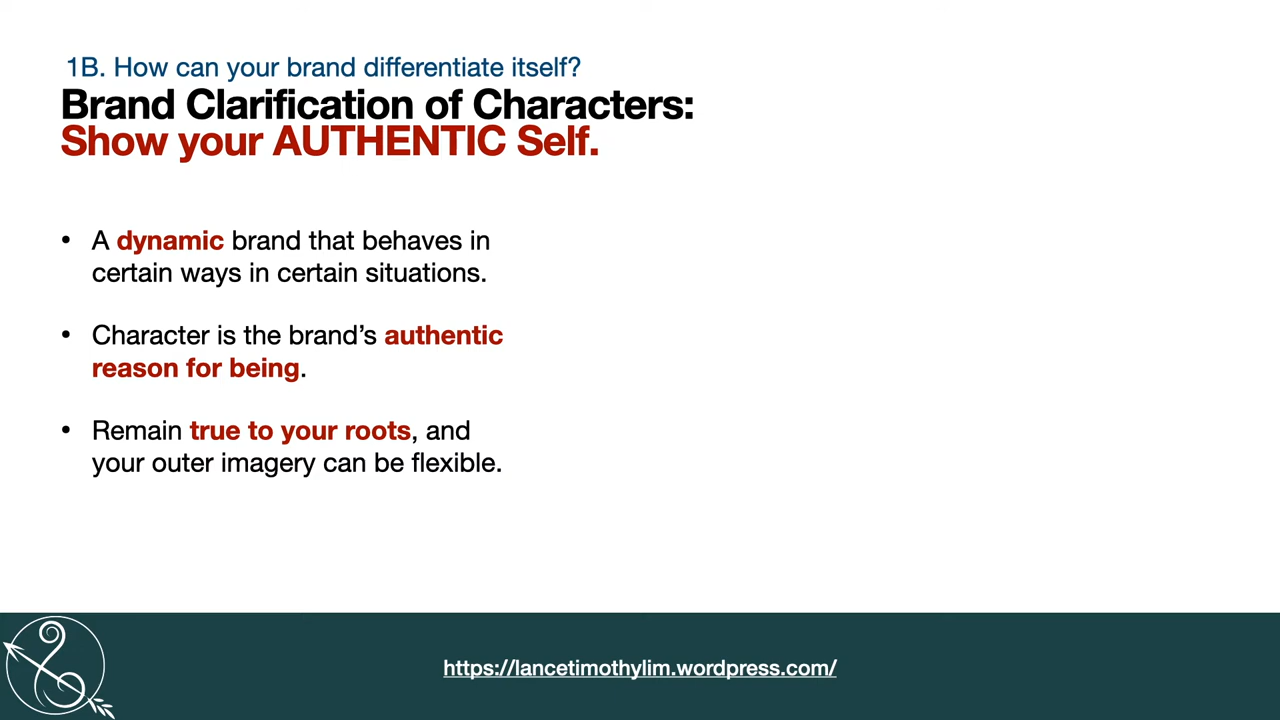 1B. How can your brand differentiate itself?
Brand Clarification of Characters:
Show your AUTHENTIC Self.
• A dynamic brand that behaves in
certain ways in certain situations.
• Character is the brand’s authentic
reason for being.
• Remain true to your roots, and
your outer imagery can be flexible.
https://lancetimothylim.wordpress.com/